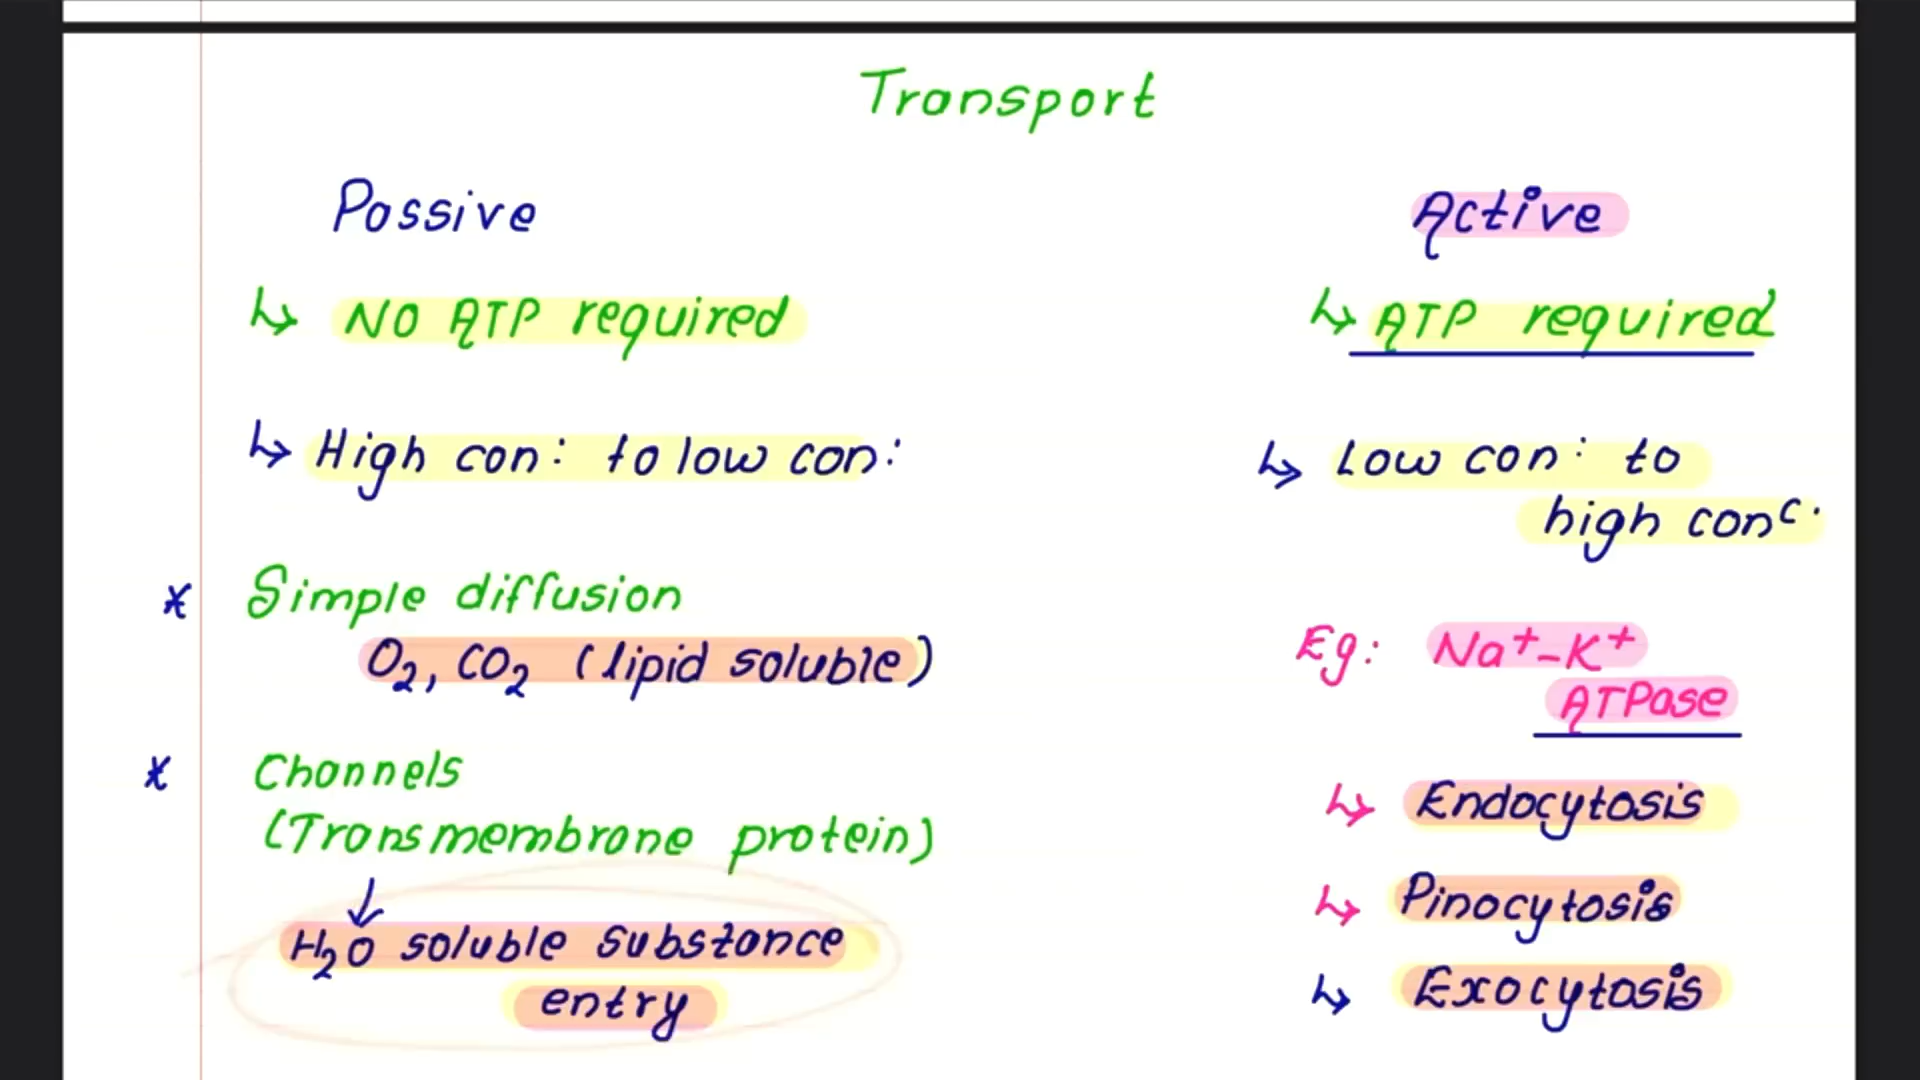 Transport
Passive
↳ No ATP required
↳ High con: to low con:
* Simple diffusion
O₂, CO₂ (lipid soluble)
* Channels
(Transmembrane protein)
↓
H₂O soluble substance
entry
Active
↳ ATP required
↳ Low con: to
high conc.
Eg: Na⁺-K⁺
ATPase
↳ Endocytosis
↳ Pinocytosis
↳ Exocytosis